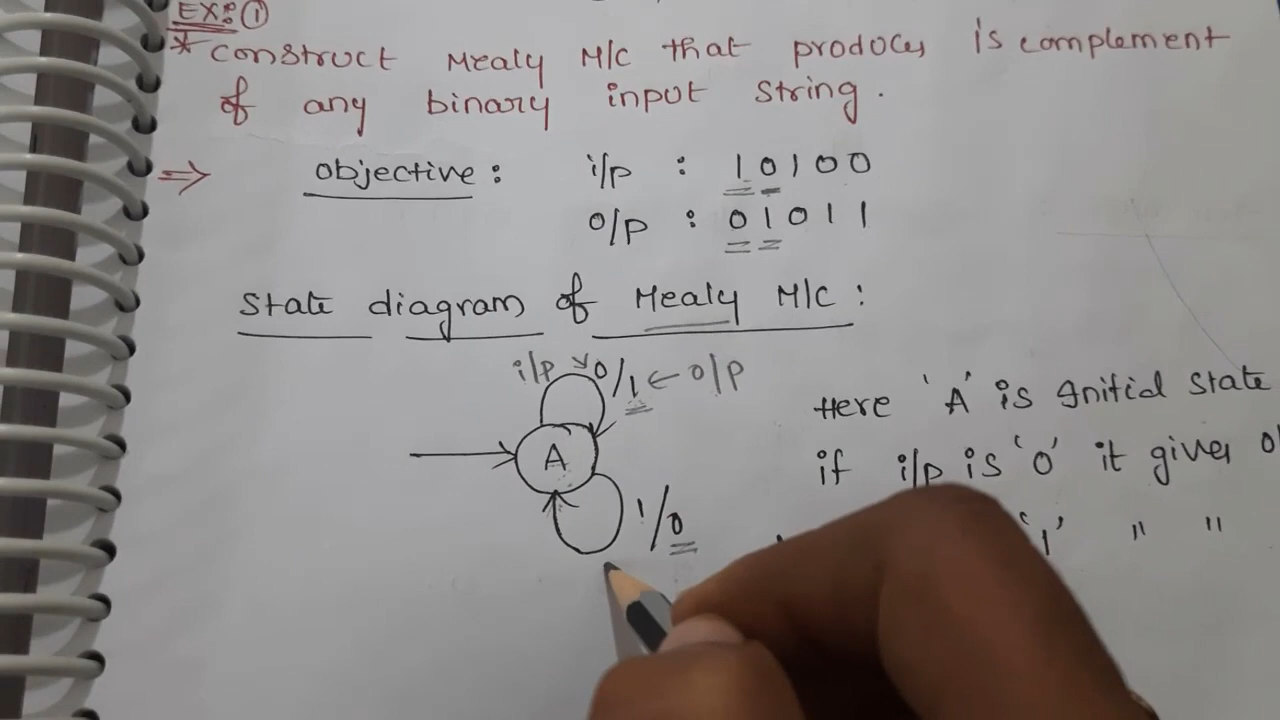 EX:①
* construct Mealy M/C that produces is complement
of any binary input string.
⇒ objective: i/p : 10100
o/p : 01011
State diagram of Mealy M/C :
i/p 0/1 ← o/p
A
1/0
Here 'A' is Initial State
if i/p is '0' it gives
'1' " "